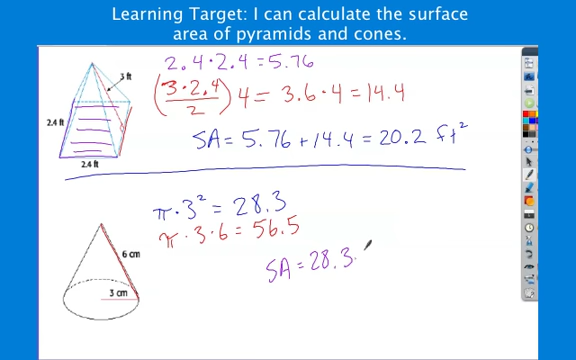 Learning Target: I can calculate the surface
area of pyramids and cones.
2.4 · 2.4 = 5.76
3 ft
(3 · 2.4 / 2) 4 = 3.6 · 4 = 14.4
2.4 ft
SA = 5.76 + 14.4 = 20.2 ft²
2.4 ft
π · 3² = 28.3
π · 3 · 6 = 56.5
6 cm
SA = 28.3
3 cm